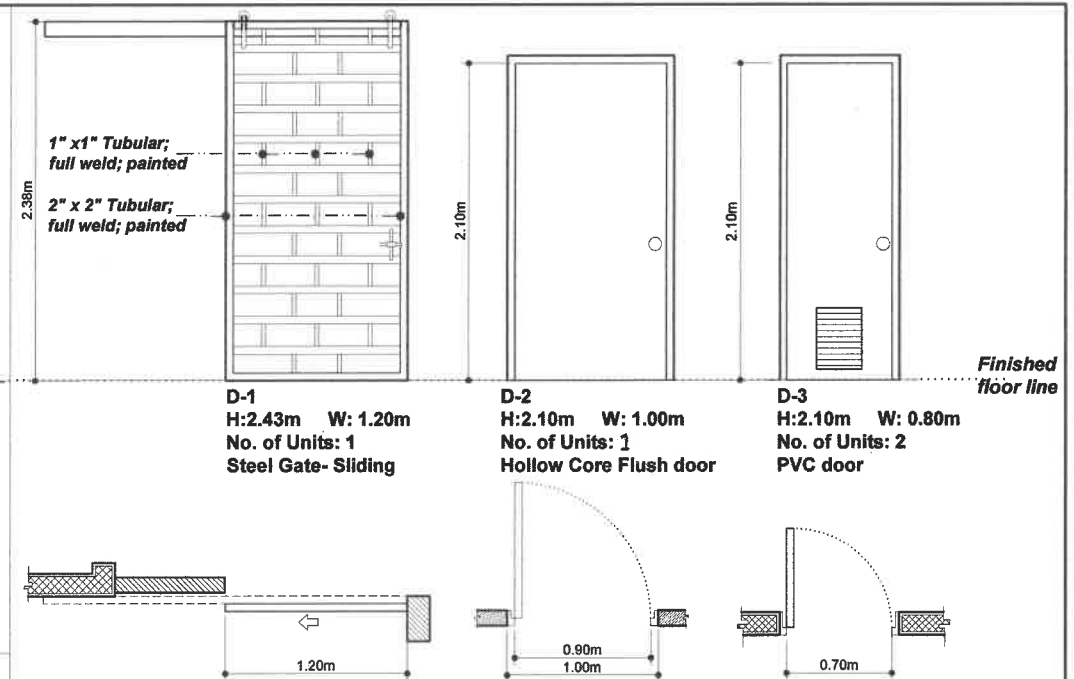 2.38m
1" x1" Tubular;
full weld; painted
2" x 2" Tubular;
full weld; painted
2.10m
2.10m
Finished
floor line
D-1
H:2.43m W: 1.20m
No. of Units: 1
Steel Gate- Sliding
D-2
H:2.10m W: 1.00m
No. of Units: 1
Hollow Core Flush door
D-3
H:2.10m W: 0.80m
No. of Units: 2
PVC door
1.20m
0.90m
1.00m
0.70m